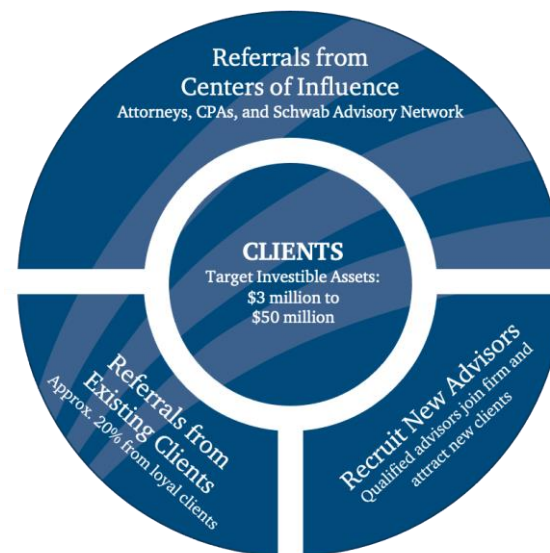 Referrals from
Centers of Influence
Attorneys, CPAs, and Schwab Advisory Network
CLIENTS
Target Investible Assets:
$3 million to
$50 million
Referrals from
Existing Clients
Approx. 20% from loyal clients
Recruit New Advisors
Qualified advisors join firm and
attract new clients